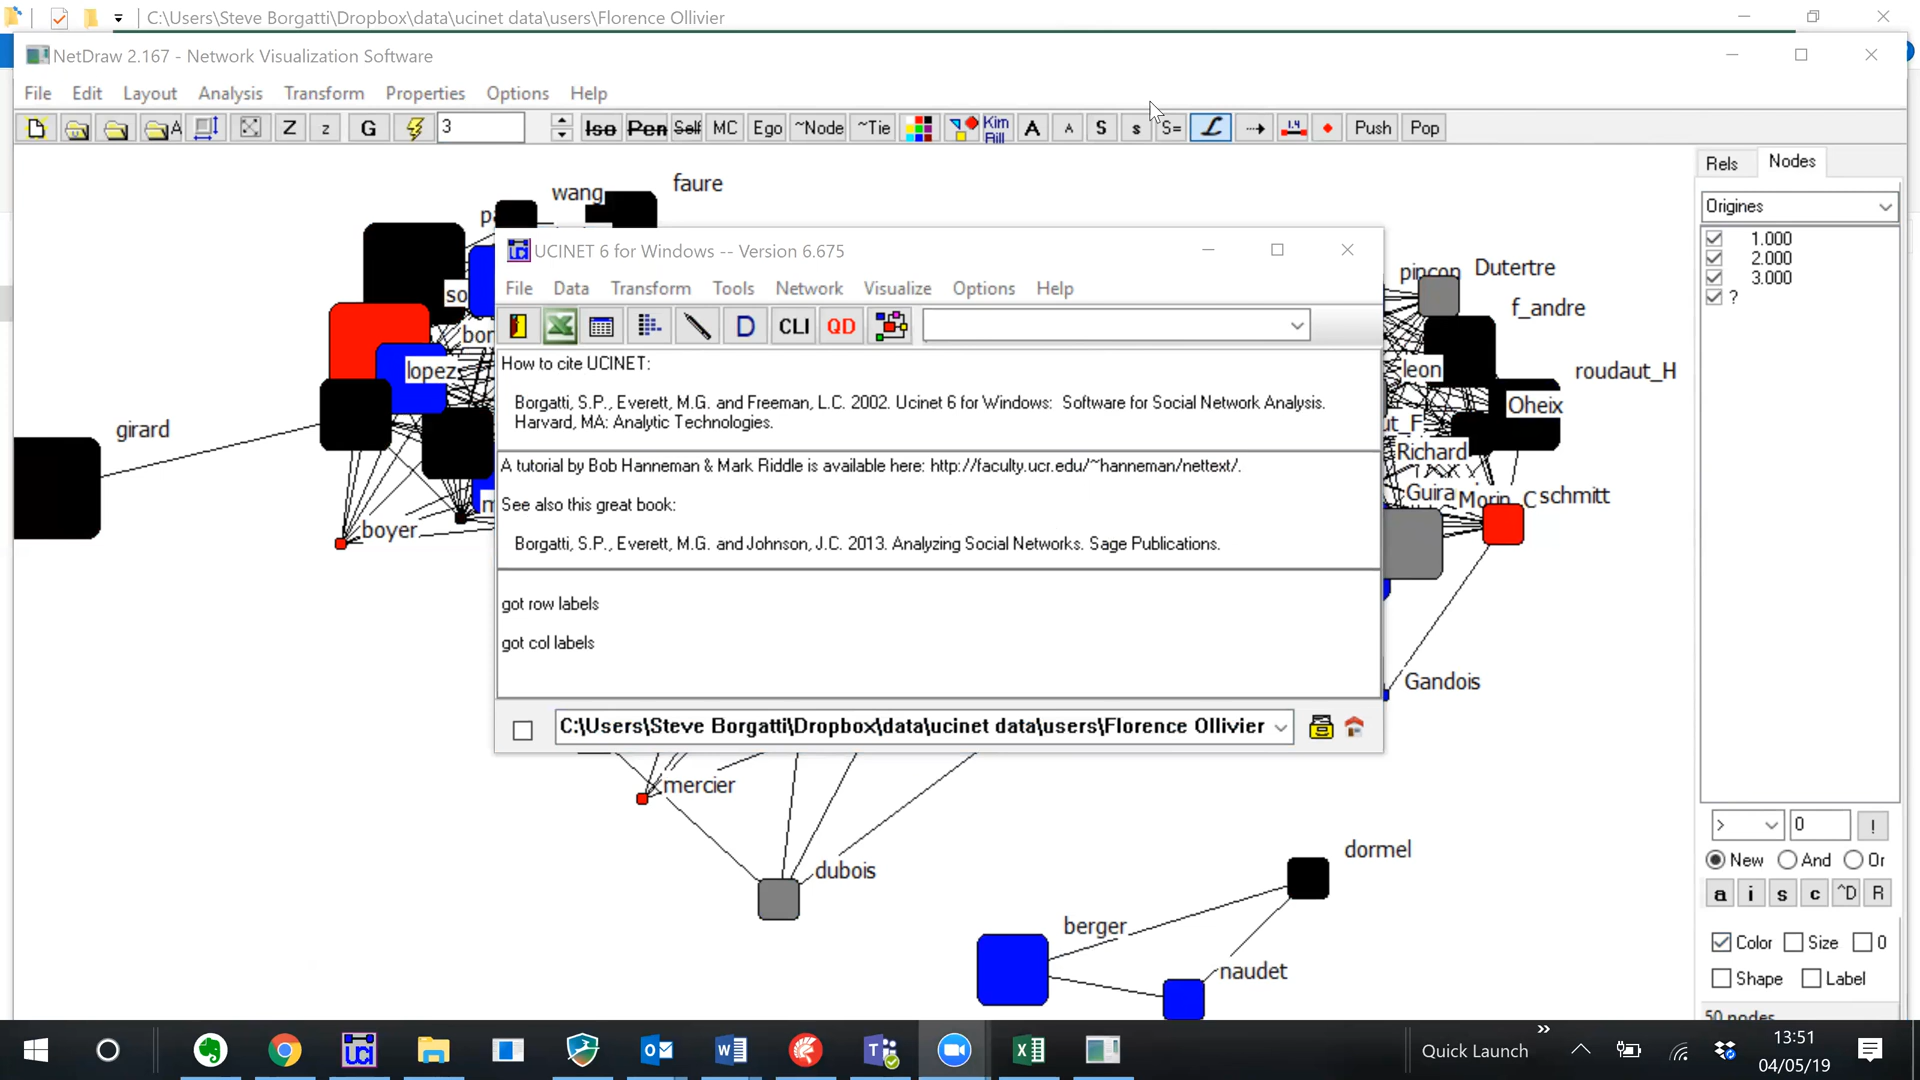 C:\Users\Steve Borgatti\Dropbox\data\ucinet data\users\Florence Ollivier
NetDraw 2.167 - Network Visualization Software
File Edit Layout Analysis Transform Properties Options Help
A Z z G 3 Iso Pen Self MC Ego ~Node ~Tie Kim Rill A A S s S= L 1.4 Push Pop
Rels Nodes
Origines
1.000
2.000
3.000
?
wang
faure
pincon
Dutertre
f_andre
leon
roudaut_H
Oheix
Richard
Guira
Morin_C
schmitt
Gandois
lopez
girard
boyer
UCINET 6 for Windows -- Version 6.675
File Data Transform Tools Network Visualize Options Help
D CLI QD
How to cite UCINET:
Borgatti, S.P., Everett, M.G. and Freeman, L.C. 2002. Ucinet 6 for Windows: Software for Social Network Analysis.
Harvard, MA: Analytic Technologies.
A tutorial by Bob Hanneman & Mark Riddle is available here: http://faculty.ucr.edu/~hanneman/nettext/.
See also this great book:
Borgatti, S.P., Everett, M.G. and Johnson, J.C. 2013. Analyzing Social Networks. Sage Publications.
got row labels
got col labels
C:\Users\Steve Borgatti\Dropbox\data\ucinet data\users\Florence Ollivier
mercier
dubois
dormel
berger
naudet
> 0 !
New And Or
a i s c ^D R
Color Size 0
Shape Label
50 nodes
Quick Launch
13:51
04/05/19